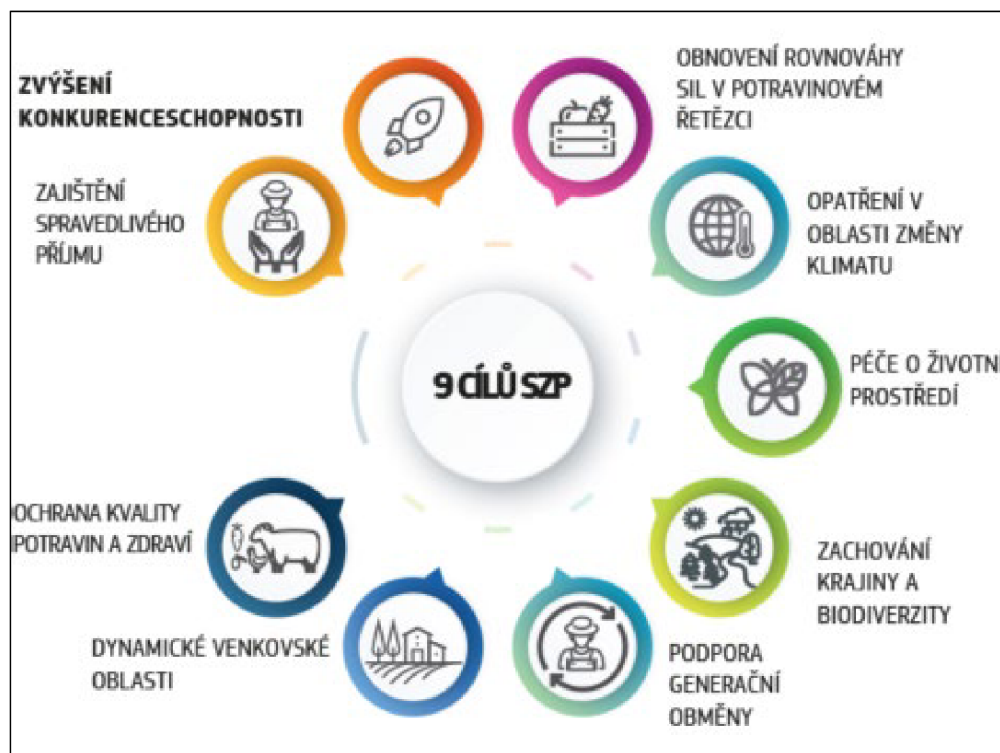 ZVÝŠENÍ
KONKURENCESCHOPNOSTI
OBNOVENÍ ROVNOVÁHY
SIL V POTRAVINOVÉM
ŘETĚZCI
ZAJIŠTĚNÍ
SPRAVEDLIVÉHO
PŘÍJMU
OPATŘENÍ V
OBLASTI ZMĚNY
KLIMATU
9 CÍLŮ SZP
PÉČE O ŽIVOTNÍ
PROSTŘEDÍ
OCHRANA KVALITY
POTRAVIN A ZDRAVÍ
ZACHOVÁNÍ
KRAJINY A
BIODIVERZITY
DYNAMICKÉ VENKOVSKÉ
OBLASTI
PODPORA
GENERAČNÍ
OBMĚNY